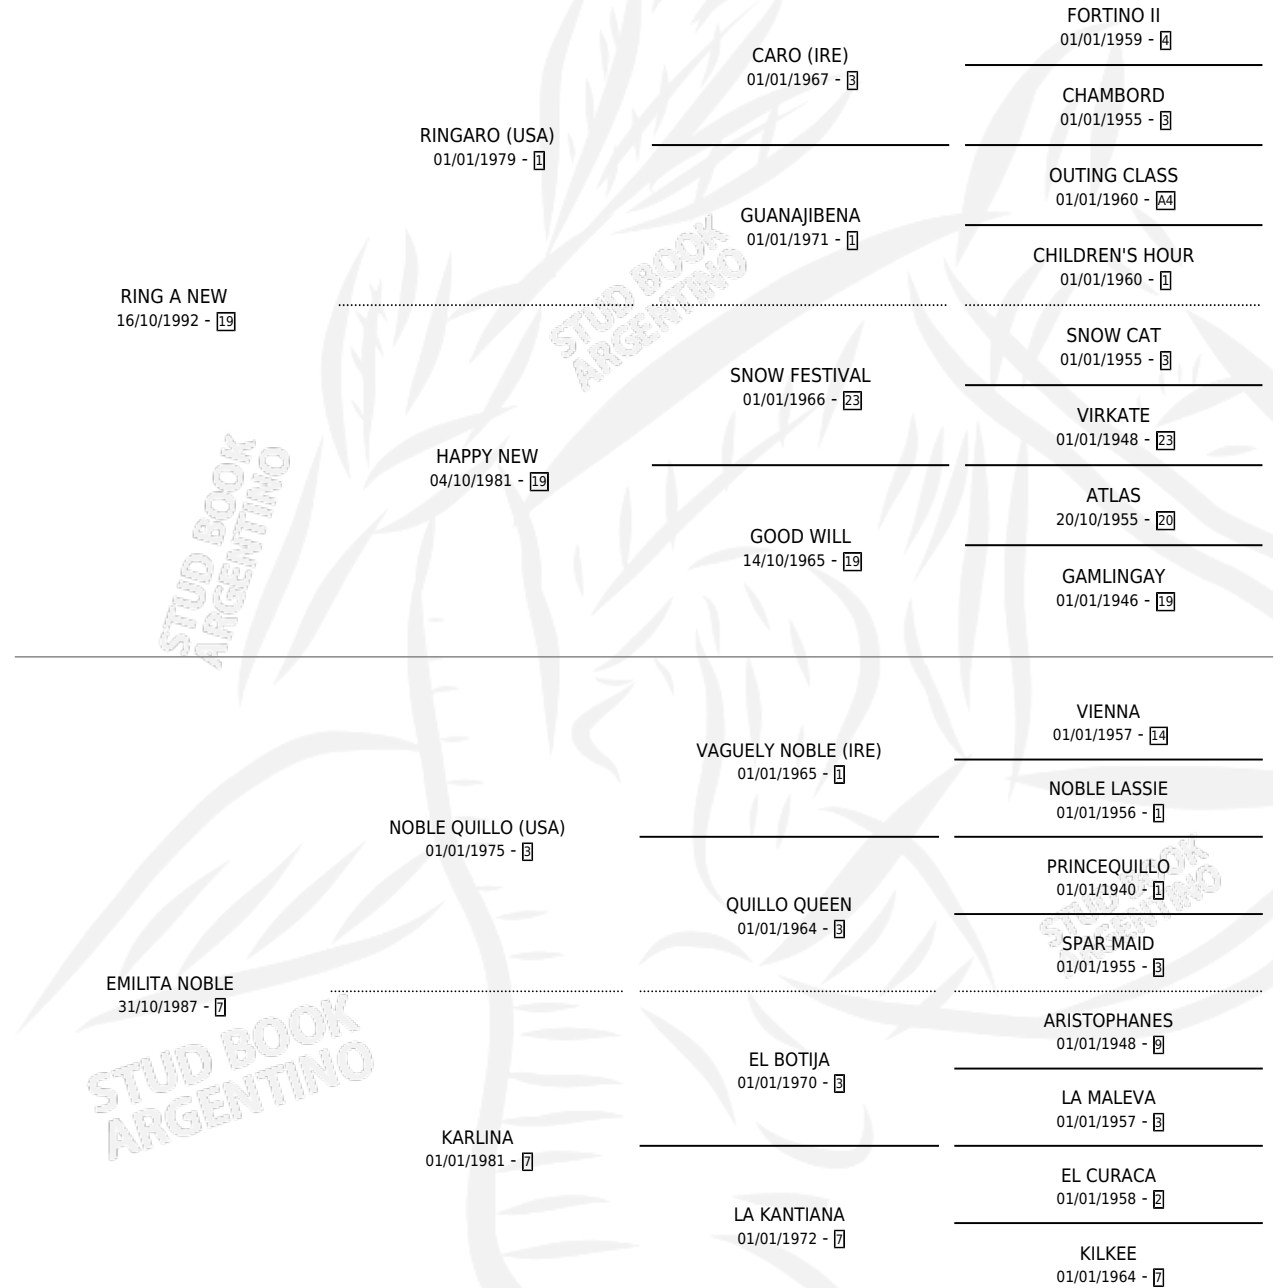 FORTINO II
01/01/1959 - 4
CARO (IRE)
01/01/1967 - 3
CHAMBORD
01/01/1955 - 3
RINGARO (USA)
01/01/1979 - 1
OUTING CLASS
01/01/1960 - A4
GUANAJIBENA
01/01/1971 - 1
CHILDREN'S HOUR
01/01/1960 - 1
RING A NEW
16/10/1992 - 19
STUD BOOK
ARGENTINO
SNOW CAT
01/01/1955 - 3
SNOW FESTIVAL
01/01/1966 - 23
VIRKATE
01/01/1948 - 23
HAPPY NEW
04/10/1981 - 19
ATLAS
20/10/1955 - 20
GOOD WILL
14/10/1965 - 19
GAMLINGAY
01/01/1946 - 19
STUD BOOK
ARGENTINO
VIENNA
01/01/1957 - 14
VAGUELY NOBLE (IRE)
01/01/1965 - 1
NOBLE LASSIE
01/01/1956 - 1
NOBLE QUILLO (USA)
01/01/1975 - 3
PRINCEQUILLO
01/01/1940 - 1
QUILLO QUEEN
01/01/1964 - 3
SPAR MAID
01/01/1955 - 3
STUD BOOK
ARGENTINO
EMILITA NOBLE
31/10/1987 - 7
ARISTOPHANES
01/01/1948 - 9
EL BOTIJA
01/01/1970 - 3
LA MALEVA
01/01/1957 - 3
STUD BOOK
ARGENTINO
KARLINA
01/01/1981 - 7
EL CURACA
01/01/1958 - 2
LA KANTIANA
01/01/1972 - 7
KILKEE
01/01/1964 - 7